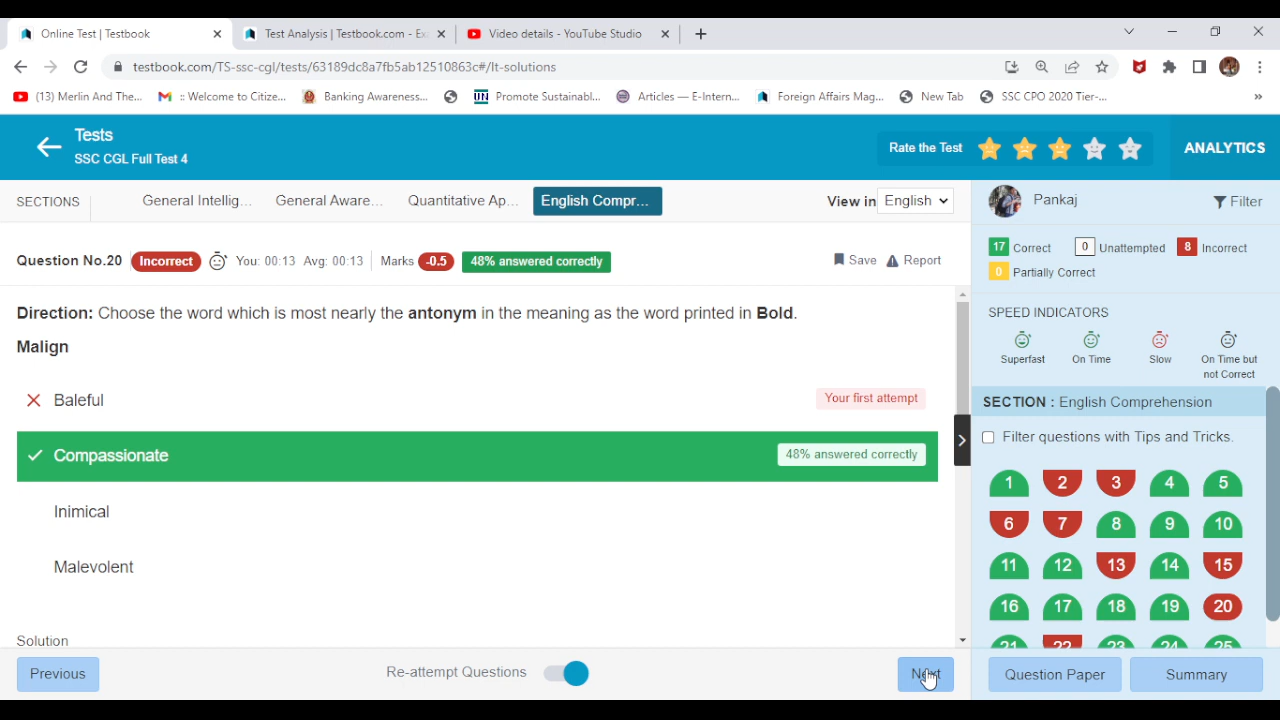 Online Test | Testbook
Test Analysis | Testbook.com - Ex
Video details - YouTube Studio
testbook.com/TS-ssc-cgl/tests/63189dc8a7fb5ab12510863c#/lt-solutions
(13) Merlin And The...
:: Welcome to Citize...
Banking Awareness...
Promote Sustainabl...
Articles — E-Intern...
Foreign Affairs Mag...
New Tab
SSC CPO 2020 Tier-...
»
Tests
SSC CGL Full Test 4
Rate the Test
ANALYTICS
SECTIONS
General Intellig...
General Aware...
Quantitative Ap...
English Compr...
View in English
Pankaj
Filter
Question No.20 Incorrect You: 00:13 Avg: 00:13 Marks -0.5 48% answered correctly
Save Report
17 Correct 0 Unattempted 8 Incorrect
0 Partially Correct
Direction: Choose the word which is most nearly the antonym in the meaning as the word printed in Bold.
Malign
Baleful Your first attempt
Compassionate 48% answered correctly
Inimical
Malevolent
Solution
SPEED INDICATORS
Superfast
On Time
Slow
On Time but
not Correct
SECTION : English Comprehension
Filter questions with Tips and Tricks.
1 2 3 4 5
6 7 8 9 10
11 12 13 14 15
16 17 18 19 20
21 22 23 24 25
Previous
Re-attempt Questions
Next
Question Paper
Summary